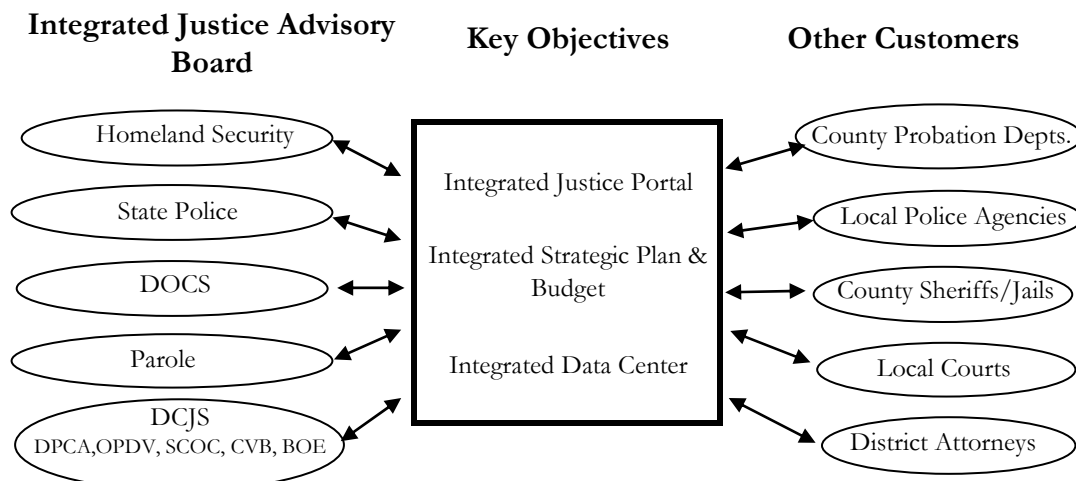 Integrated Justice Advisory
Board
Key Objectives
Other Customers
Homeland Security
State Police
DOCS
Parole
DCJS
DPCA,OPDV, SCOC, CVB, BOE
Integrated Justice Portal
Integrated Strategic Plan &
Budget
Integrated Data Center
County Probation Depts.
Local Police Agencies
County Sheriffs/Jails
Local Courts
District Attorneys